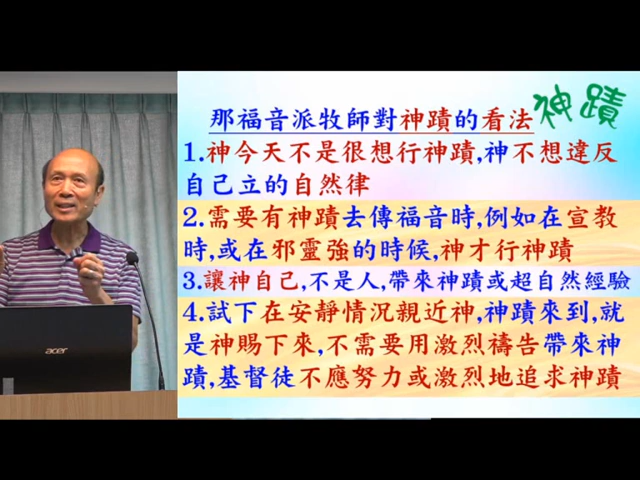 神蹟
那福音派牧師對神蹟的看法
1.神今天不是很想行神蹟,神不想違反
自己立的自然律
2.需要有神蹟去傳福音時,例如在宣教
時,或在邪靈強的時候,神才行神蹟
3.讓神自己,不是人,帶來神蹟或超自然經驗
4.試下在安靜情況親近神,神蹟來到,就
是神賜下來,不需要用激烈禱告帶來神
蹟,基督徒不應努力或激烈地追求神蹟
acer